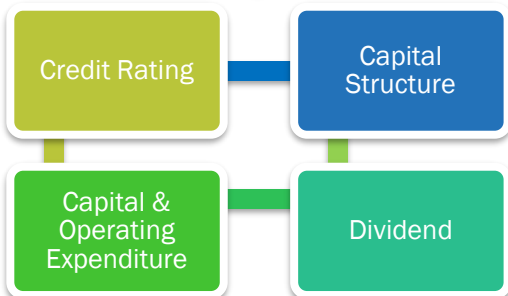 Credit Rating
Capital
Structure
Capital &
Operating
Expenditure
Dividend